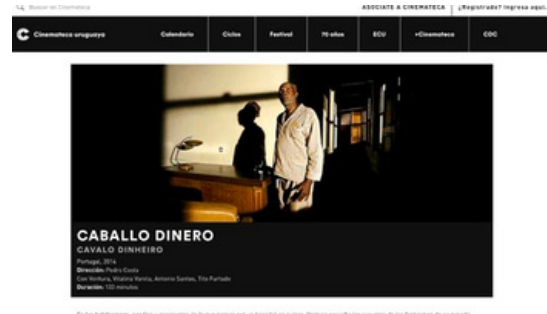 Buscar en Cinemateca
ASOCIATE A CINEMATECA | ¿Registrado? Ingresa aquí.
C Cinemateca uruguaya Calendario Ciclos Festival 70 años ECU +Cinemateca CDC
CABALLO DINERO
CAVALO DINHEIRO
Portugal, 2014
Dirección: Pedro Costa
Con Ventura, Vitalina Varela, Antonio Santos, Tito Furtado
Duración: 103 minutos